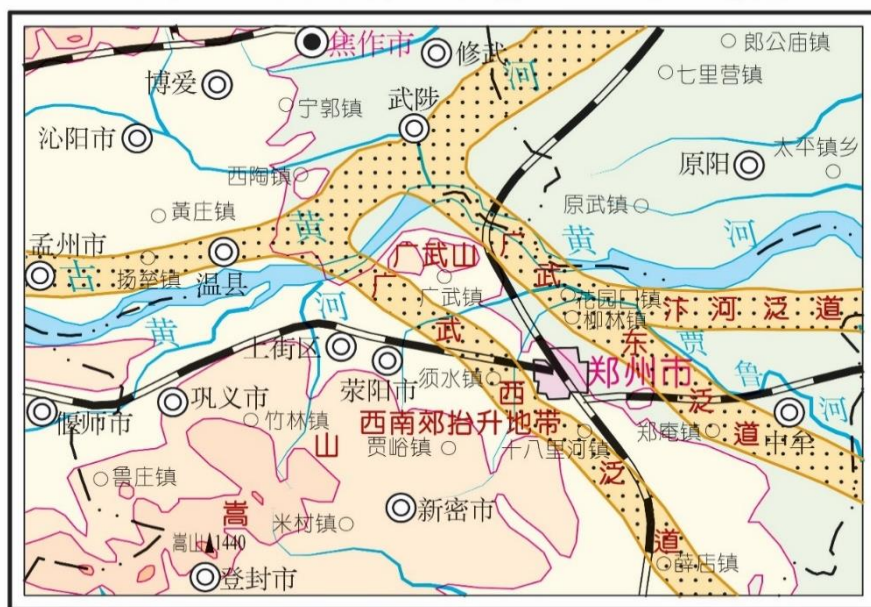 焦作市
修武
河
郎公庙镇
七里营镇
博爱
宁郭镇
武陟
沁阳市
原阳
太平镇乡
西陶镇
原武镇
黄庄镇
黄
广
黄
河
孟州市
古
扬垒镇
温县
广武山
广
武
广武镇
花园口镇
汴河泛道
柳林镇
黄
河
武
东
贾
上街区
荥阳市
须水镇
郑州市
鲁
偃师市
巩义市
竹林镇
西
泛
河
西南郊抬升地带
山
贾峪镇
十八里河镇
郑庵镇
道
中牟
鲁庄镇
泛
嵩
米村镇
新密市
嵩山
1440
道
薛店镇
登封市